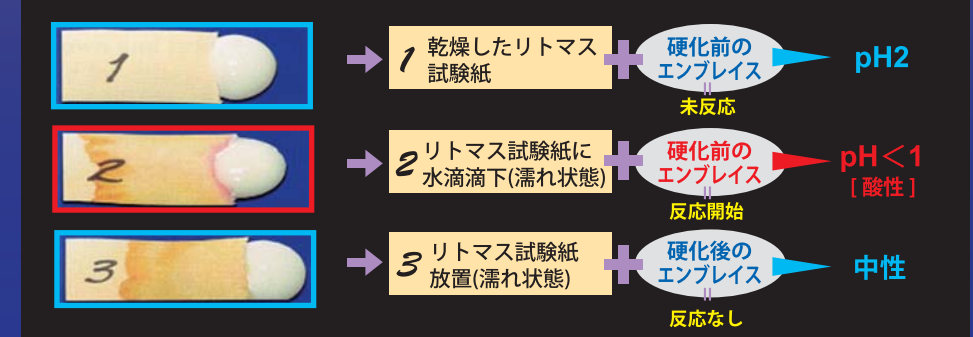 1
1 乾燥したリトマス
試験紙
硬化前の
エンブレイス
未反応
pH2
2
2 リトマス試験紙に
水滴滴下(濡れ状態)
硬化前の
エンブレイス
反応開始
pH<1
[ 酸性 ]
3
3 リトマス試験紙
放置(濡れ状態)
硬化後の
エンブレイス
反応なし
中性